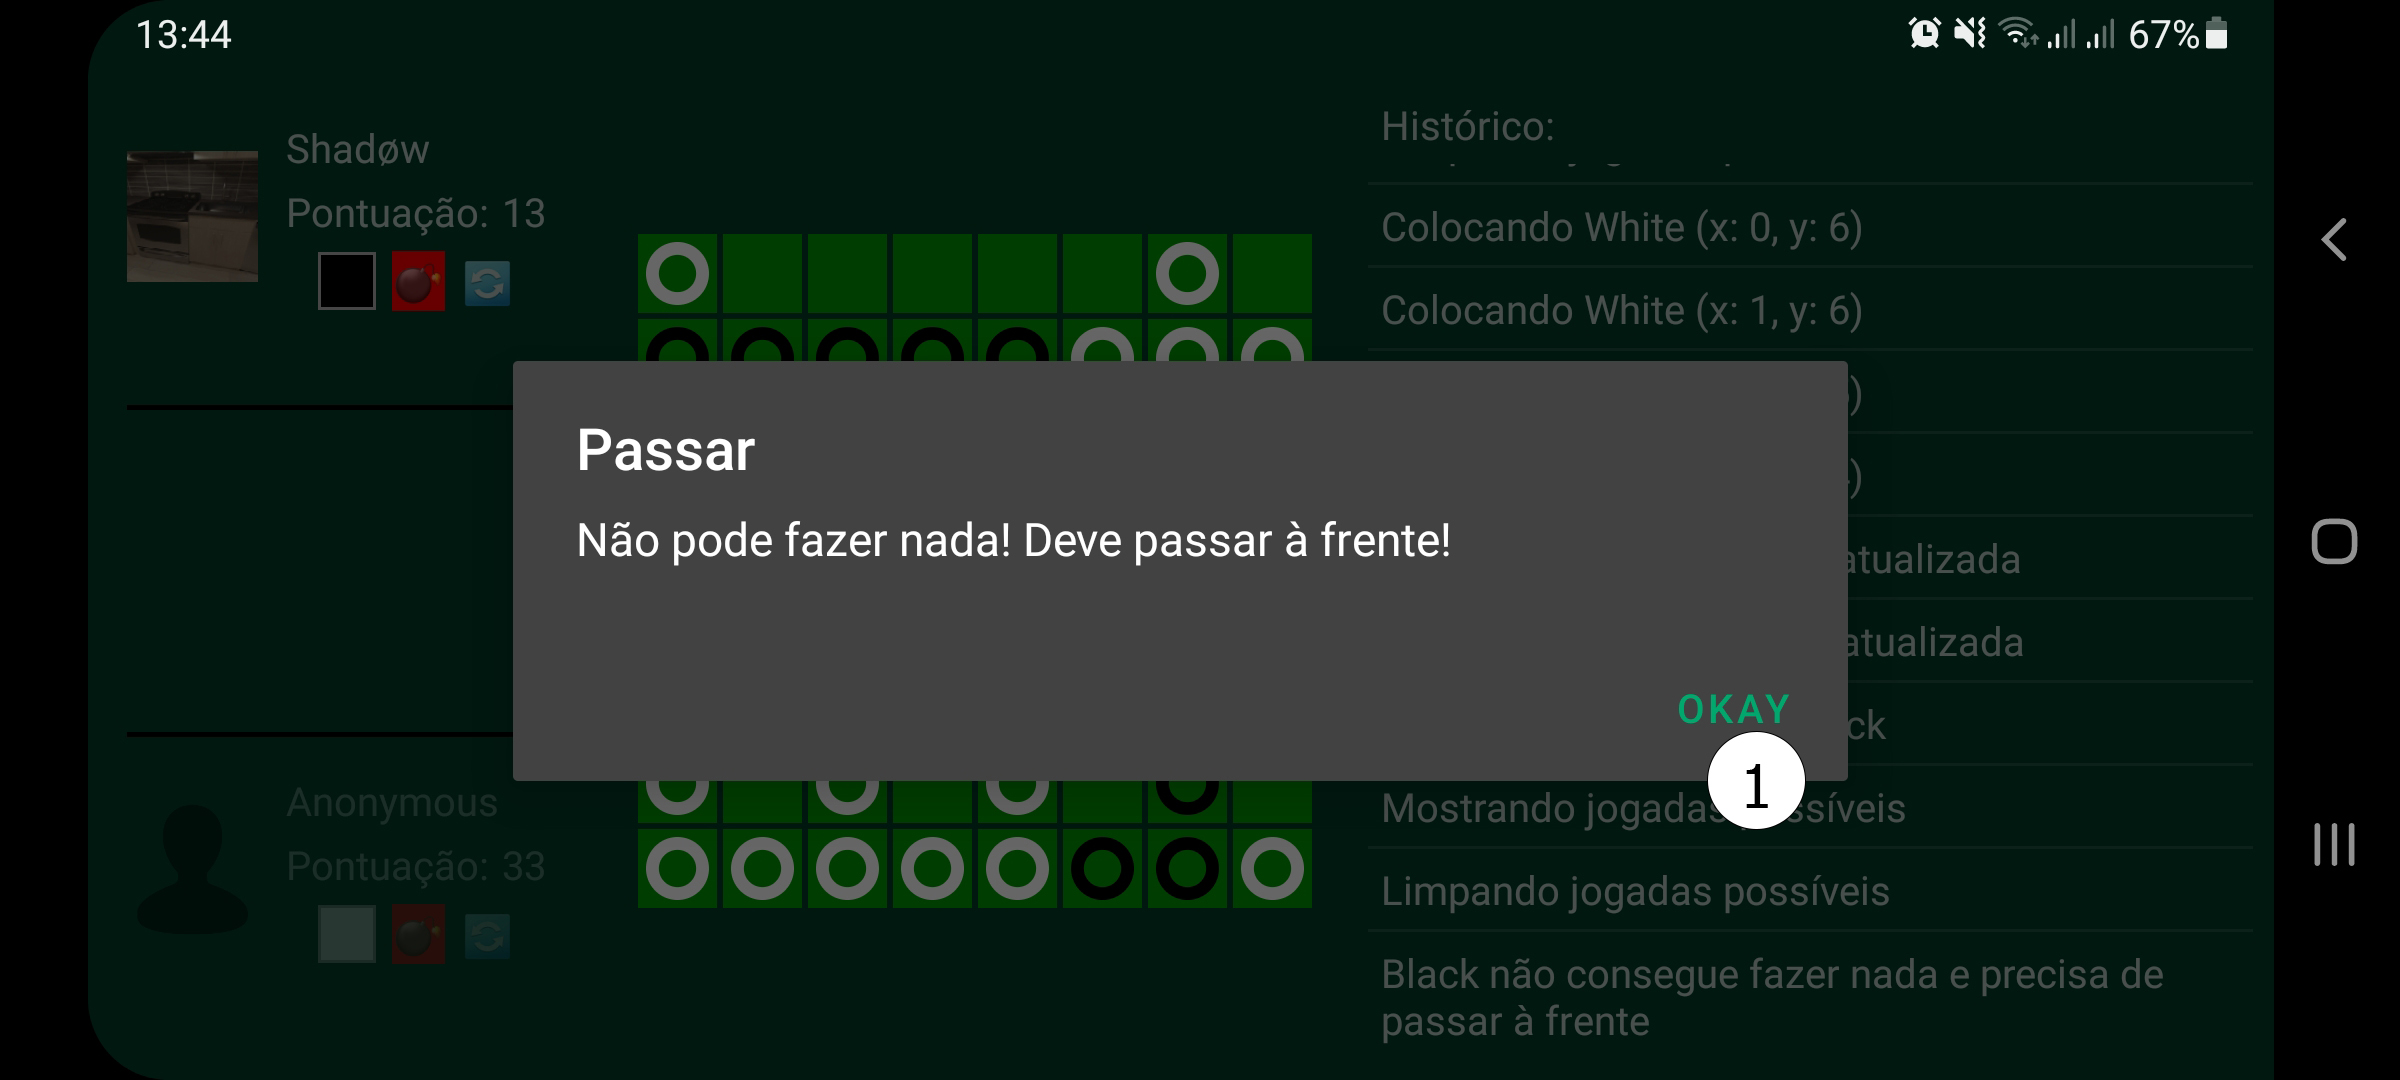 13:44
67%
Shadøw
Pontuação: 13
Histórico:
Colocando White (x: 0, y: 6)
Colocando White (x: 1, y: 6)
)
)
atualizada
atualizada
ck
Passar
Não pode fazer nada! Deve passar à frente!
OKAY
1
Anonymous
Pontuação: 33
Mostrando jogadas possíveis
Limpando jogadas possíveis
Black não consegue fazer nada e precisa de
passar à frente